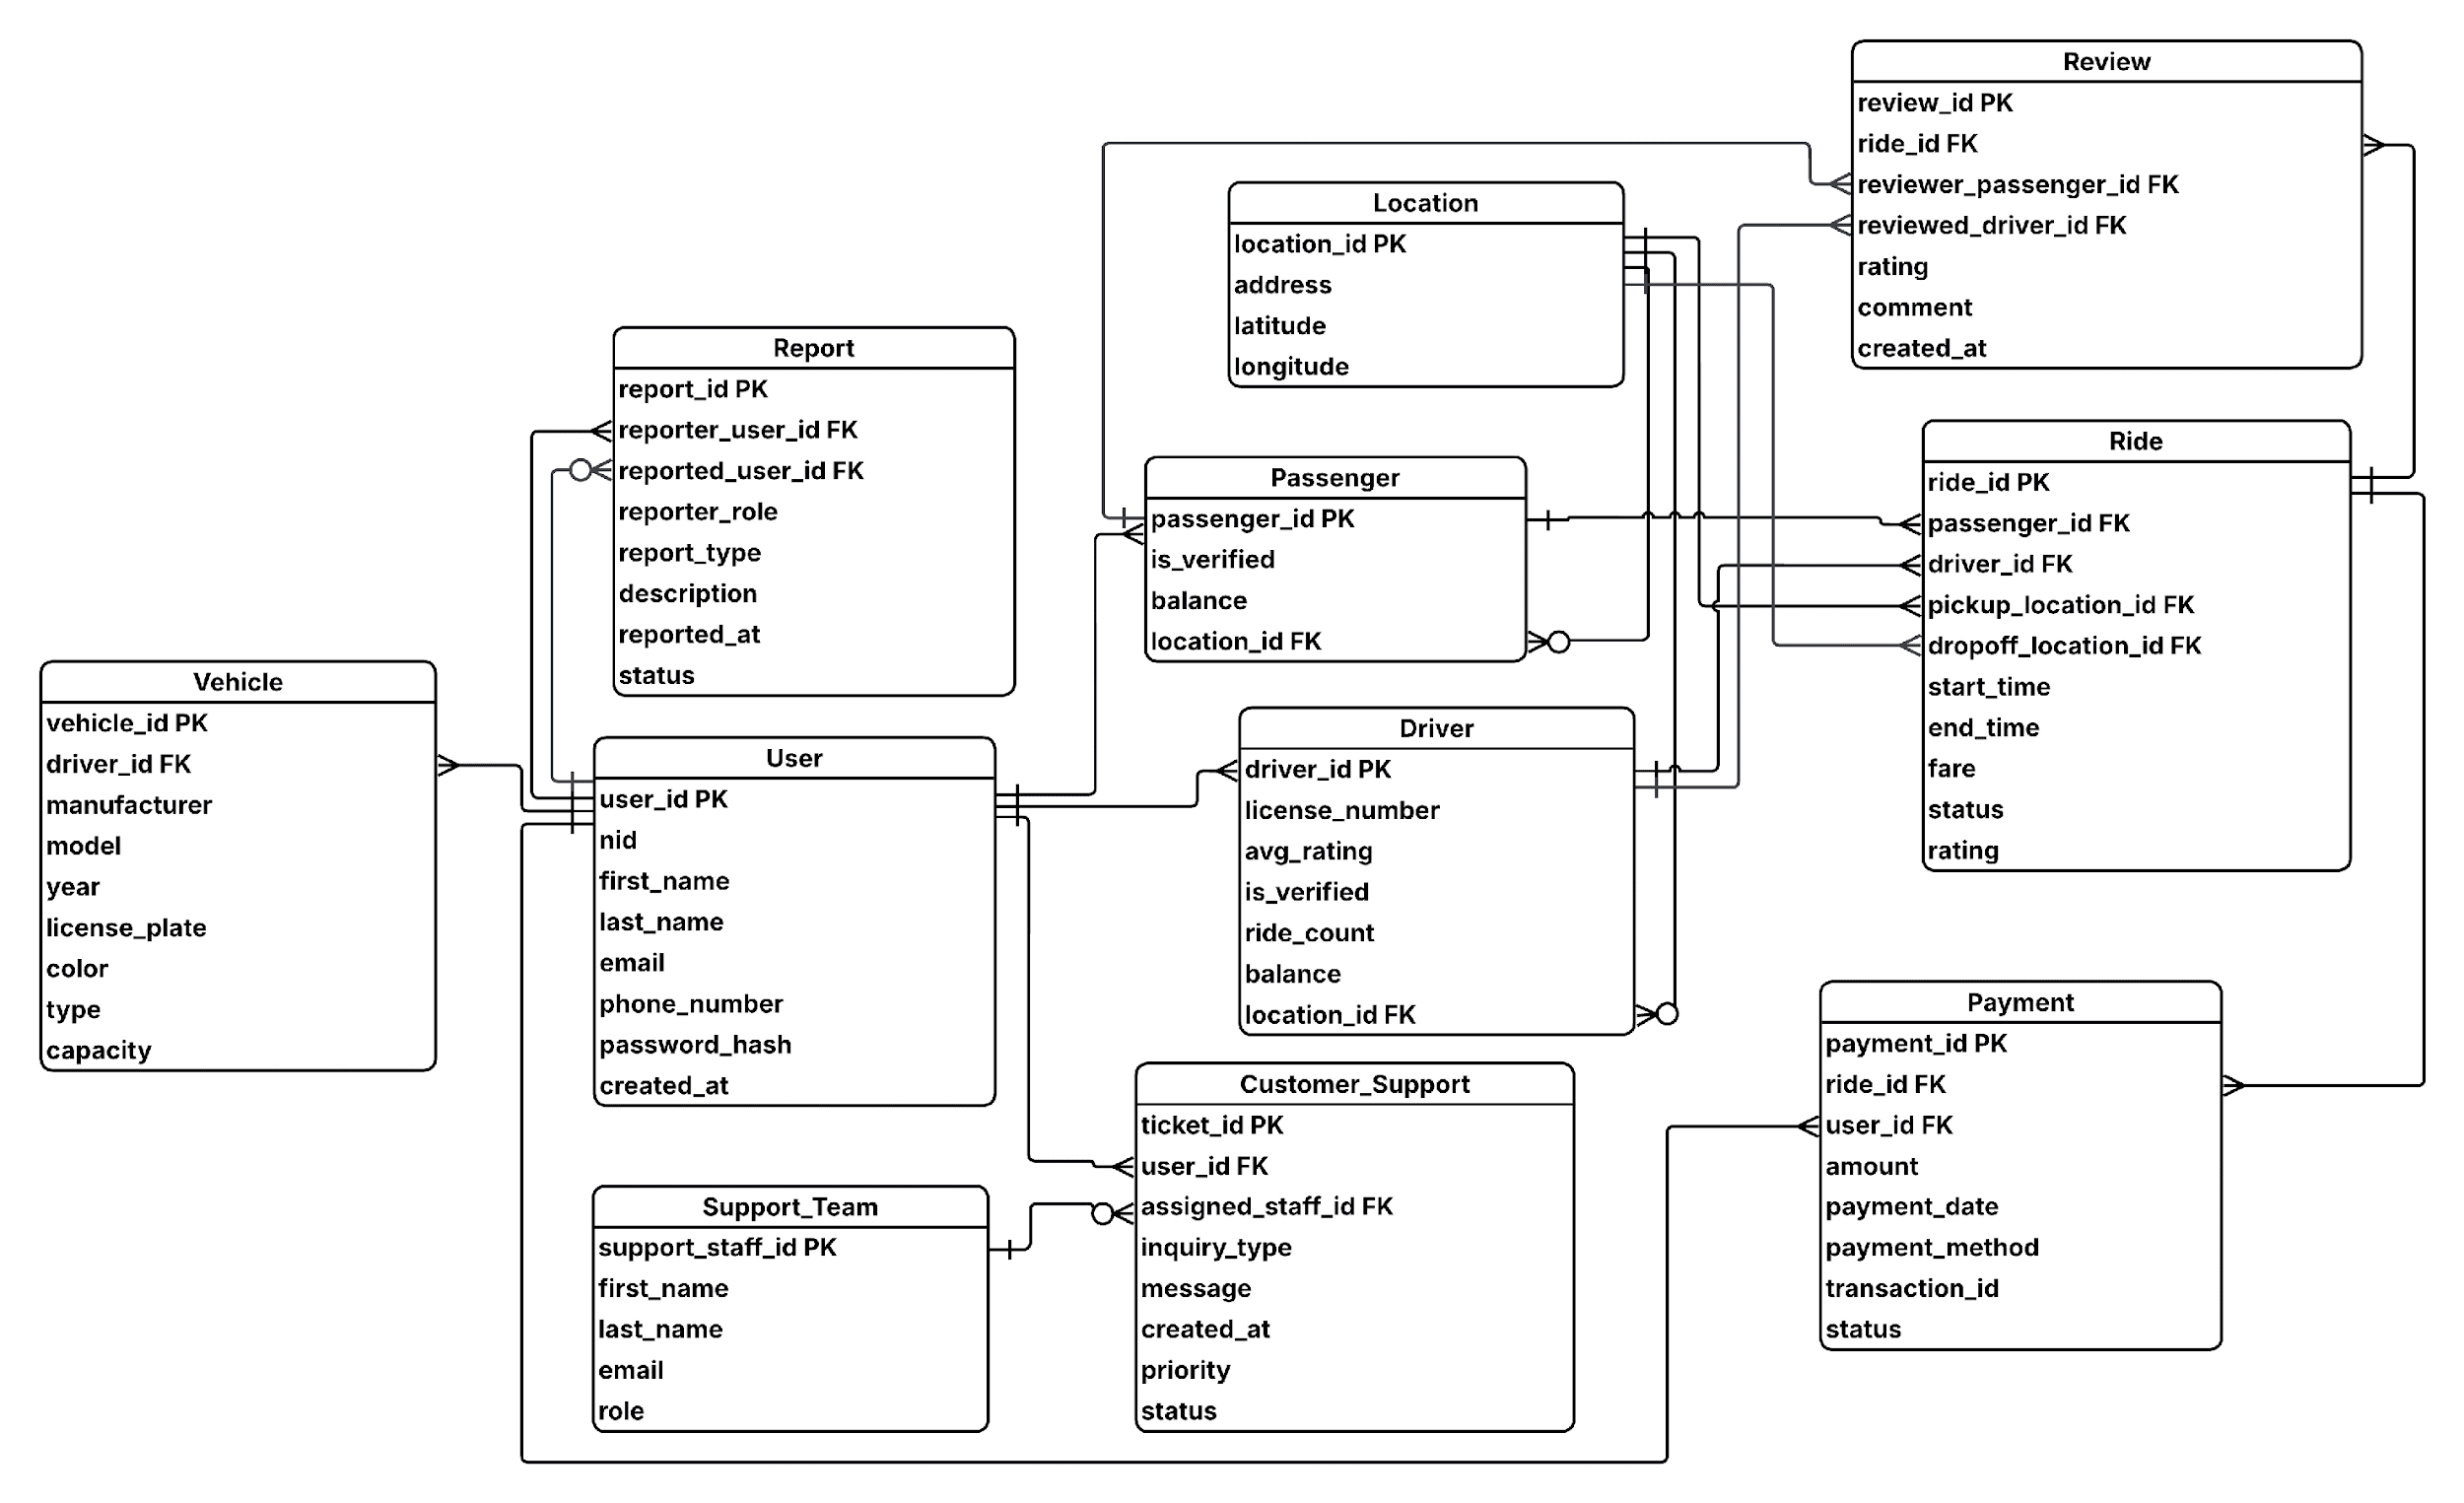 Review
review_id PK
ride_id FK
reviewer_passenger_id FK
reviewed_driver_id FK
rating
comment
created_at
Location
location_id PK
address
latitude
longitude
Report
report_id PK
reporter_user_id FK
reported_user_id FK
reporter_role
report_type
description
reported_at
status
Ride
ride_id PK
passenger_id FK
driver_id FK
pickup_location_id FK
dropoff_location_id FK
start_time
end_time
fare
status
rating
Passenger
passenger_id PK
is_verified
balance
location_id FK
Vehicle
vehicle_id PK
driver_id FK
manufacturer
model
year
license_plate
color
type
capacity
User
user_id PK
nid
first_name
last_name
email
phone_number
password_hash
created_at
Driver
driver_id PK
license_number
avg_rating
is_verified
ride_count
balance
location_id FK
Payment
payment_id PK
ride_id FK
user_id FK
amount
payment_date
payment_method
transaction_id
status
Customer_Support
ticket_id PK
user_id FK
assigned_staff_id FK
inquiry_type
message
created_at
priority
status
Support_Team
support_staff_id PK
first_name
last_name
email
role